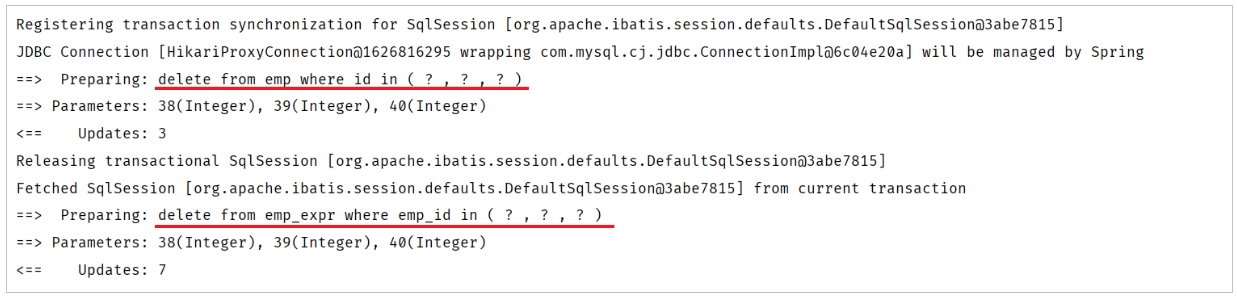 Registering transaction synchronization for SqlSession [org.apache.ibatis.session.defaults.DefaultSqlSession@3abe7815]
JDBC Connection [HikariProxyConnection@1626816295 wrapping com.mysql.cj.jdbc.ConnectionImpl@6c04e20a] will be managed by Spring
==>  Preparing: delete from emp where id in ( ? , ? , ? )
==> Parameters: 38(Integer), 39(Integer), 40(Integer)
<==    Updates: 3
Releasing transactional SqlSession [org.apache.ibatis.session.defaults.DefaultSqlSession@3abe7815]
Fetched SqlSession [org.apache.ibatis.session.defaults.DefaultSqlSession@3abe7815] from current transaction
==>  Preparing: delete from emp_expr where emp_id in ( ? , ? , ? )
==> Parameters: 38(Integer), 39(Integer), 40(Integer)
<==    Updates: 7